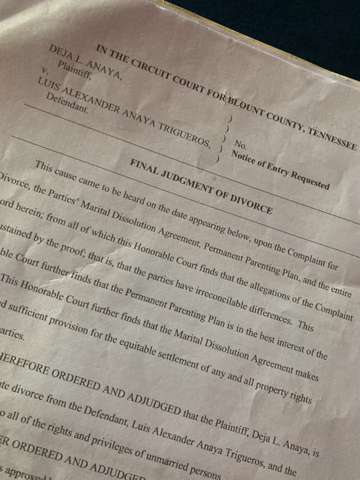 IN THE CIRCUIT COURT FOR BLOUNT COUNTY, TENNESSEE
DEJA L. ANAYA,
Plaintiff,
v.
LUIS ALEXANDER ANAYA TRIGUEROS,
Defendant.
)
)
)
)
)
No.
Notice of Entry Requested
FINAL JUDGMENT OF DIVORCE
This cause came to be heard on the date appearing below, upon the Complaint for
Divorce, the Parties' Marital Dissolution Agreement, Permanent Parenting Plan, and the entire
ord herein; from all of which this Honorable Court finds that the allegations of the Complaint
ustained by the proof; that is, that the parties have irreconcilable differences. This
ble Court further finds that the Permanent Parenting Plan is in the best interest of the
This Honorable Court further finds that the Marital Dissolution Agreement makes
d sufficient provision for the equitable settlement of any and all property rights
arties.
HEREFORE ORDERED AND ADJUDGED that the Plaintiff, Deja L. Anaya, is
te divorce from the Defendant, Luis Alexander Anaya Trigueros, and the
o all of the rights and privileges of unmarried persons
ER ORDERED AND ADJUDGED
s approved